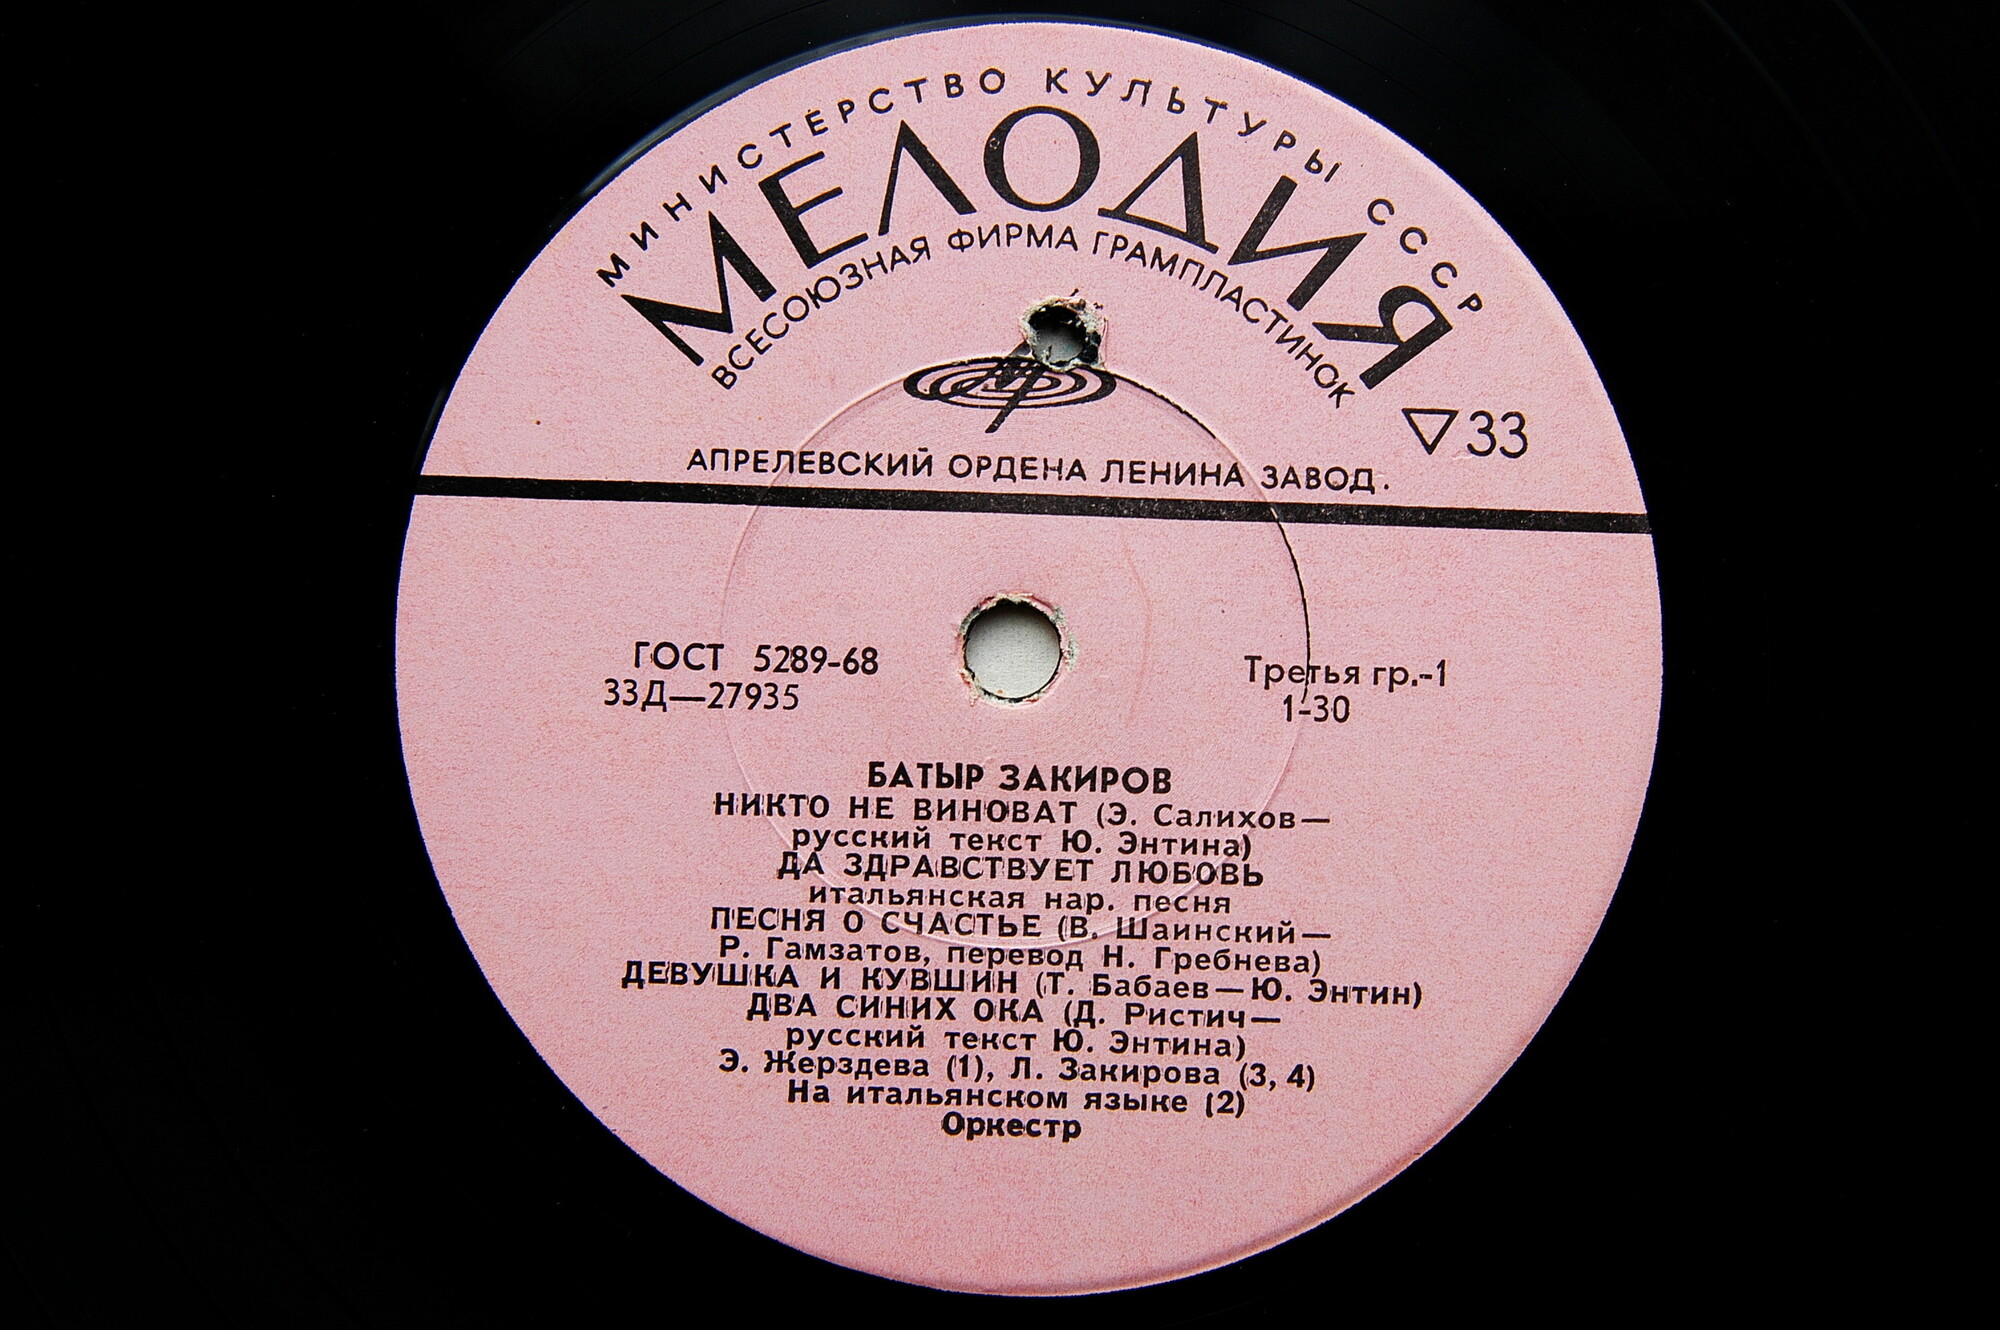 МИНИСТЕРСТВО КУЛЬТУРЫ СССР
МЕЛОДИЯ
ВСЕСОЮЗНАЯ ФИРМА ГРАМПЛАСТИНОК
▽33
АПРЕЛЕВСКИЙ ОРДЕНА ЛЕНИНА ЗАВОД.
ГОСТ 5289-68
33Д—27935
Третья гр.-1
1-30
БАТЫР ЗАКИРОВ
НИКТО НЕ ВИНОВАТ (Э. Салихов—
русский текст Ю. Энтина)
ДА ЗДРАВСТВУЕТ ЛЮБОВЬ
итальянская нар. песня
ПЕСНЯ О СЧАСТЬЕ (В. Шаинский—
Р. Гамзатов, перевод Н. Гребнева)
ДЕВУШКА И КУВШИН (Т. Бабаев—Ю. Энтин)
ДВА СИНИХ ОКА (Д. Ристич—
русский текст Ю. Энтина)
Э. Жерздева (1), Л. Закирова (3, 4)
На итальянском языке (2)
Оркестр